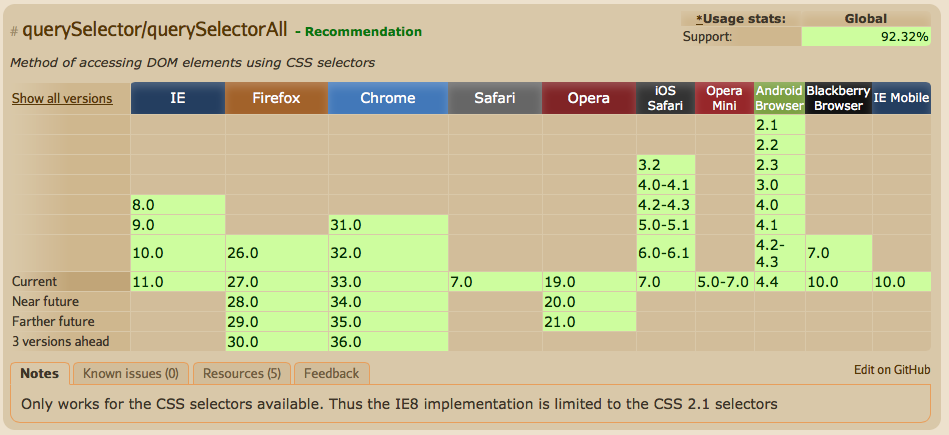 # querySelector/querySelectorAll - Recommendation
*Usage stats: Global
Support: 92.32%
Method of accessing DOM elements using CSS selectors
Show all versions IE Firefox Chrome Safari Opera iOS Safari Opera Mini Android Browser Blackberry Browser IE Mobile
2.1
2.2
3.2 2.3
4.0-4.1 3.0
8.0 4.2-4.3 4.0
9.0 31.0 5.0-5.1 4.1
10.0 26.0 32.0 6.0-6.1 4.2-4.3 7.0
Current 11.0 27.0 33.0 7.0 19.0 7.0 5.0-7.0 4.4 10.0 10.0
Near future 28.0 34.0 20.0
Farther future 29.0 35.0 21.0
3 versions ahead 30.0 36.0
Notes Known issues (0) Resources (5) Feedback Edit on GitHub
Only works for the CSS selectors available. Thus the IE8 implementation is limited to the CSS 2.1 selectors